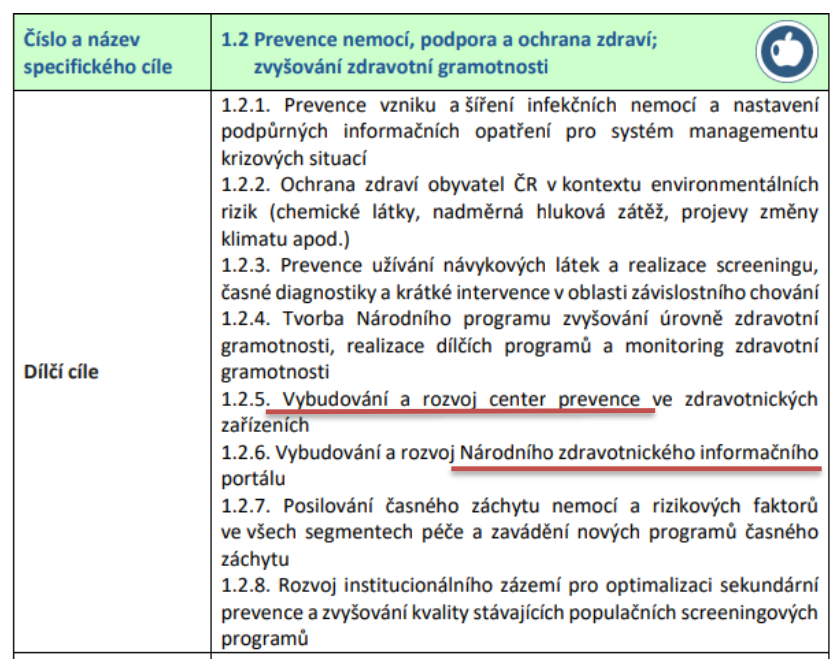 Číslo a název
specifického cíle
1.2 Prevence nemocí, podpora a ochrana zdraví;
zvyšování zdravotní gramotnosti
Dílčí cíle
1.2.1. Prevence vzniku a šíření infekčních nemocí a nastavení
podpůrných informačních opatření pro systém managementu
krizových situací
1.2.2. Ochrana zdraví obyvatel ČR v kontextu environmentálních
rizik (chemické látky, nadměrná hluková zátěž, projevy změny
klimatu apod.)
1.2.3. Prevence užívání návykových látek a realizace screeningu,
časné diagnostiky a krátké intervence v oblasti závislostního chování
1.2.4. Tvorba Národního programu zvyšování úrovně zdravotní
gramotnosti, realizace dílčích programů a monitoring zdravotní
gramotnosti
1.2.5. Vybudování a rozvoj center prevence ve zdravotnických
zařízeních
1.2.6. Vybudování a rozvoj Národního zdravotnického informačního
portálu
1.2.7. Posilování časného záchytu nemocí a rizikových faktorů
ve všech segmentech péče a zavádění nových programů časného
záchytu
1.2.8. Rozvoj institucionálního zázemí pro optimalizaci sekundární
prevence a zvyšování kvality stávajících populačních screeningových
programů